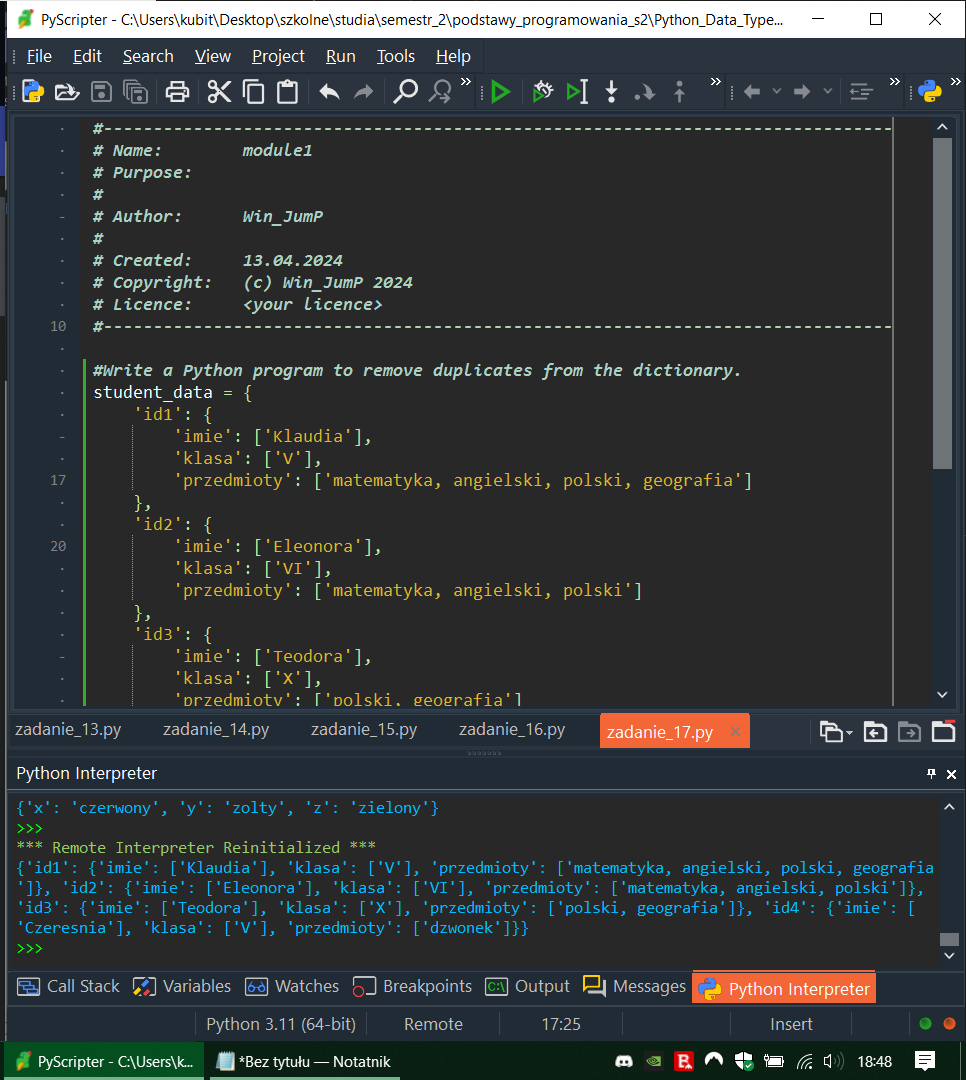 PyScripter - C:\Users\kubit\Desktop\szkolne\studia\semestr_2\podstawy_programowania_s2\Python_Data_Type...
File Edit Search View Project Run Tools Help
#-------------------------------------------------------------------------------
# Name:        module1
# Purpose:
#
# Author:      Win_JumP
#
# Created:     13.04.2024
# Copyright:   (c) Win_JumP 2024
# Licence:     <your licence>
10 #-------------------------------------------------------------------------------
#Write a Python program to remove duplicates from the dictionary.
student_data = {
    'id1': {
        'imie': ['Klaudia'],
        'klasa': ['V'],
17         'przedmioty': ['matematyka, angielski, polski, geografia']
    },
    'id2': {
20         'imie': ['Eleonora'],
        'klasa': ['VI'],
        'przedmioty': ['matematyka, angielski, polski']
    },
    'id3': {
        'imie': ['Teodora'],
        'klasa': ['X'],
        'przedmioty': ['polski, geografia']
zadanie_13.py zadanie_14.py zadanie_15.py zadanie_16.py zadanie_17.py
Python Interpreter
{'x': 'czerwony', 'y': 'zolty', 'z': 'zielony'}
>>>
*** Remote Interpreter Reinitialized ***
{'id1': {'imie': ['Klaudia'], 'klasa': ['V'], 'przedmioty': ['matematyka, angielski, polski, geografia
']}, 'id2': {'imie': ['Eleonora'], 'klasa': ['VI'], 'przedmioty': ['matematyka, angielski, polski']},
'id3': {'imie': ['Teodora'], 'klasa': ['X'], 'przedmioty': ['polski, geografia']}, 'id4': {'imie': [
'Czeresnia'], 'klasa': ['V'], 'przedmioty': ['dzwonek']}}
>>>
Call Stack Variables Watches Breakpoints Output Messages Python Interpreter
Python 3.11 (64-bit) Remote 17:25 Insert
PyScripter - C:\Users\k... *Bez tytułu — Notatnik 18:48